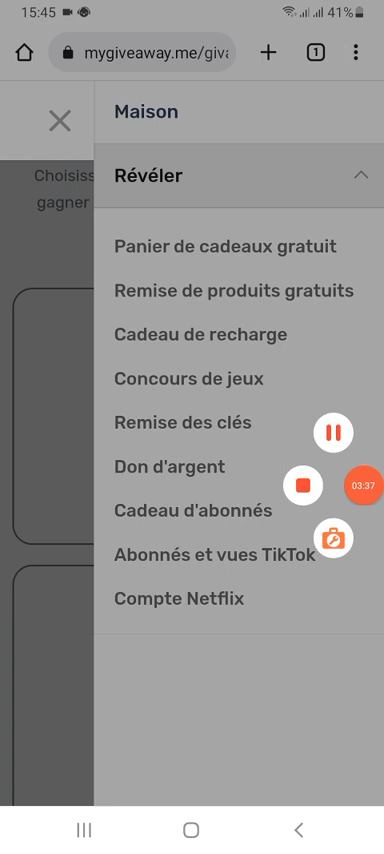 15:45
41%
mygiveaway.me/giv
1
Maison
Choisiss
gagner
Révéler
Panier de cadeaux gratuit
Remise de produits gratuits
Cadeau de recharge
Concours de jeux
Remise des clés
Don d'argent
03:37
Cadeau d'abonnés
Abonnés et vues TikTok
Compte Netflix